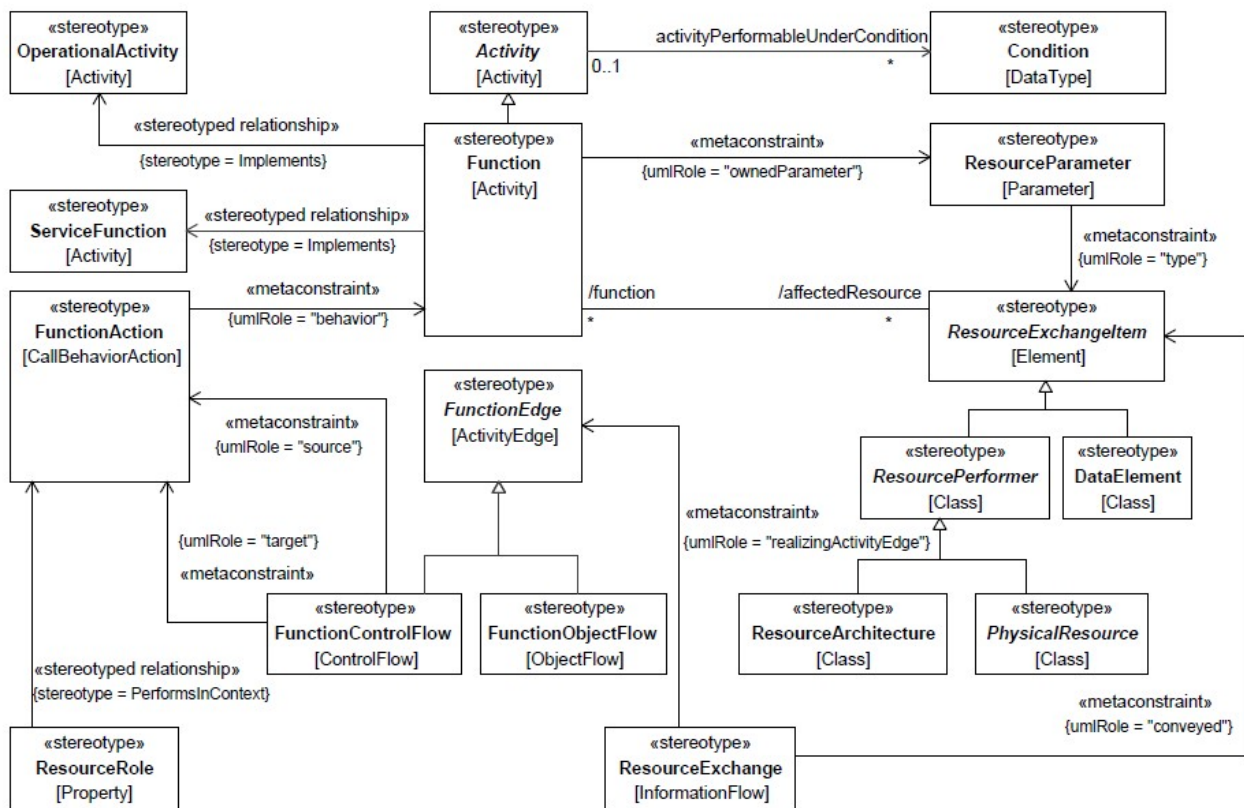 «stereotype»
OperationalActivity
[Activity]
«stereotype»
Activity
[Activity]
activityPerformableUnderCondition
0..1
*
«stereotype»
Condition
[DataType]
«stereotyped relationship»
{stereotype = Implements}
«stereotype»
Function
[Activity]
«metaconstraint»
{umlRole = "ownedParameter"}
«stereotype»
ResourceParameter
[Parameter]
«stereotype»
ServiceFunction
[Activity]
«stereotyped relationship»
{stereotype = Implements}
«metaconstraint»
{umlRole = "type"}
«stereotype»
FunctionAction
[CallBehaviorAction]
«metaconstraint»
{umlRole = "behavior"}
/function
*
/affectedResource
*
«stereotype»
ResourceExchangeItem
[Element]
«metaconstraint»
{umlRole = "source"}
«stereotype»
FunctionEdge
[ActivityEdge]
«stereotype»
ResourcePerformer
[Class]
«stereotype»
DataElement
[Class]
{umlRole = "target"}
«metaconstraint»
«metaconstraint»
{umlRole = "realizingActivityEdge"}
«stereotype»
FunctionControlFlow
[ControlFlow]
«stereotype»
FunctionObjectFlow
[ObjectFlow]
«stereotype»
ResourceArchitecture
[Class]
«stereotype»
PhysicalResource
[Class]
«stereotyped relationship»
{stereotype = PerformsInContext}
«metaconstraint»
{umlRole = "conveyed"}
«stereotype»
ResourceRole
[Property]
«stereotype»
ResourceExchange
[InformationFlow]